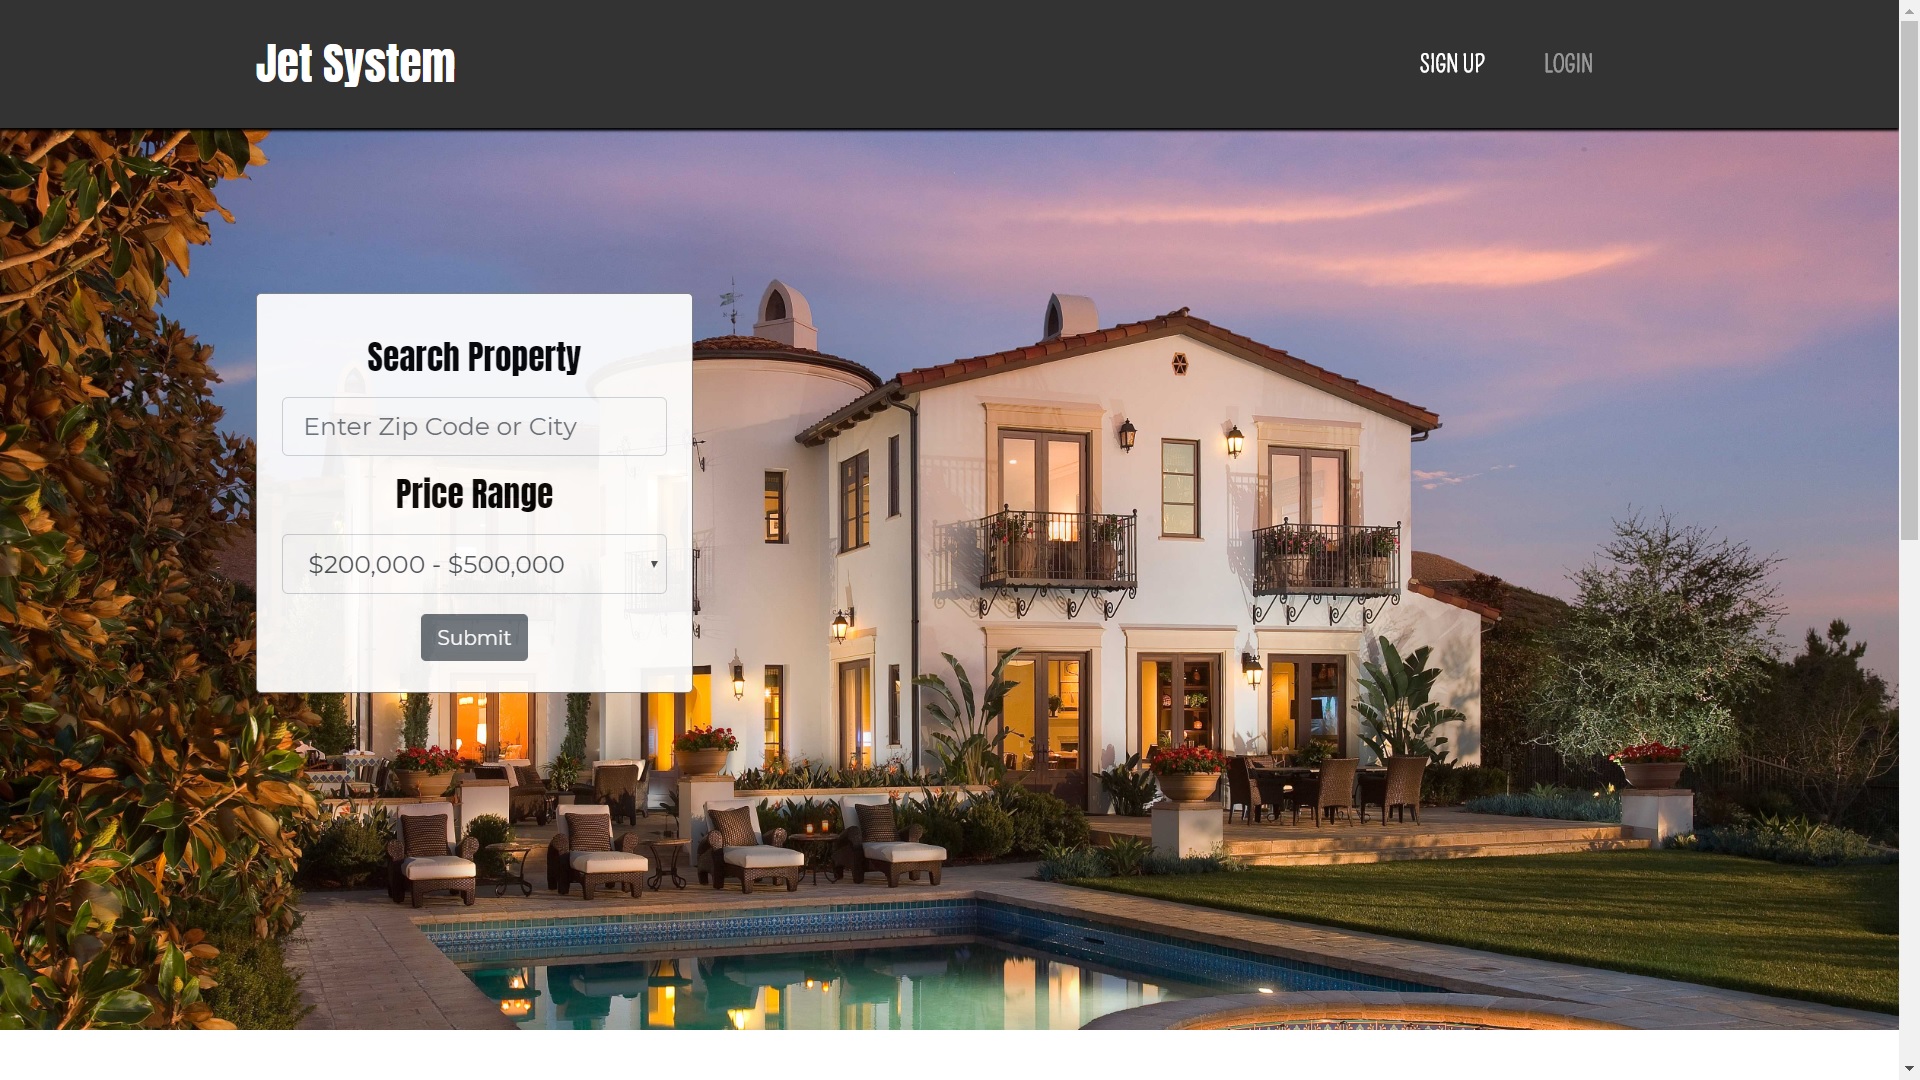 Jet System
SIGN UP
LOGIN
Search Property
Enter Zip Code or City
Price Range
$200,000 - $500,000
Submit